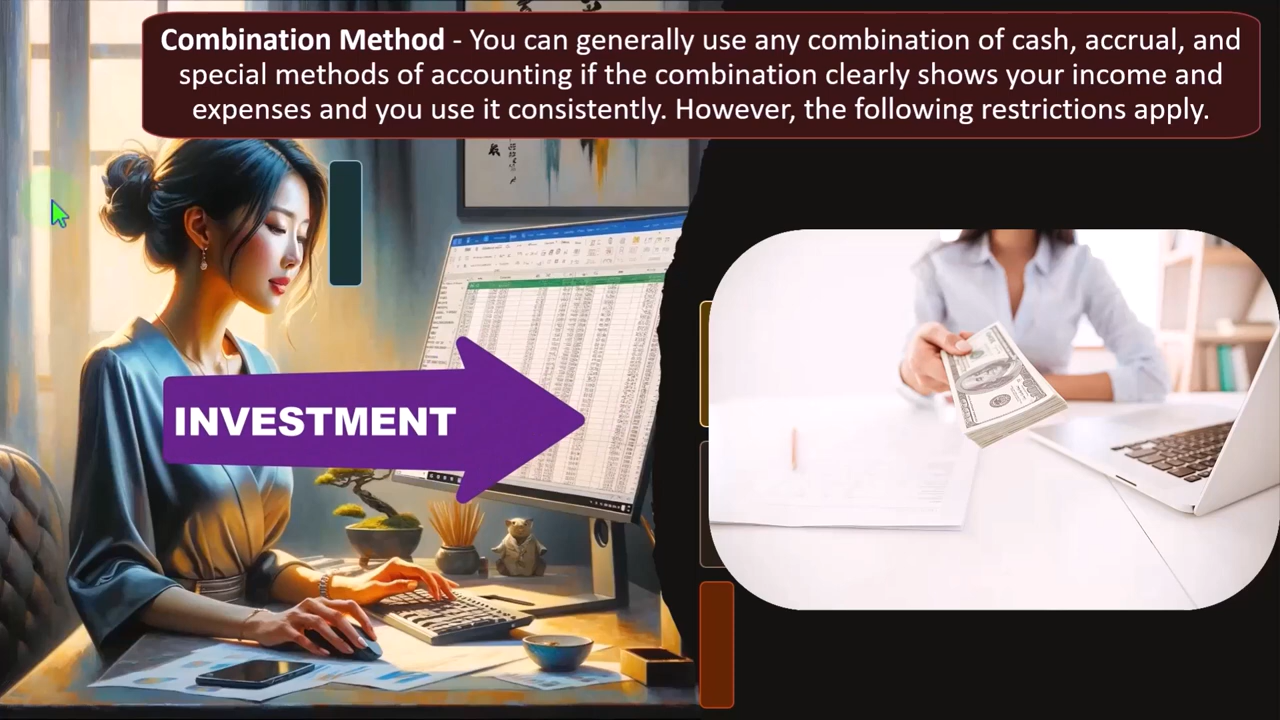 Combination Method - You can generally use any combination of cash, accrual, and
special methods of accounting if the combination clearly shows your income and
expenses and you use it consistently. However, the following restrictions apply.
INVESTMENT